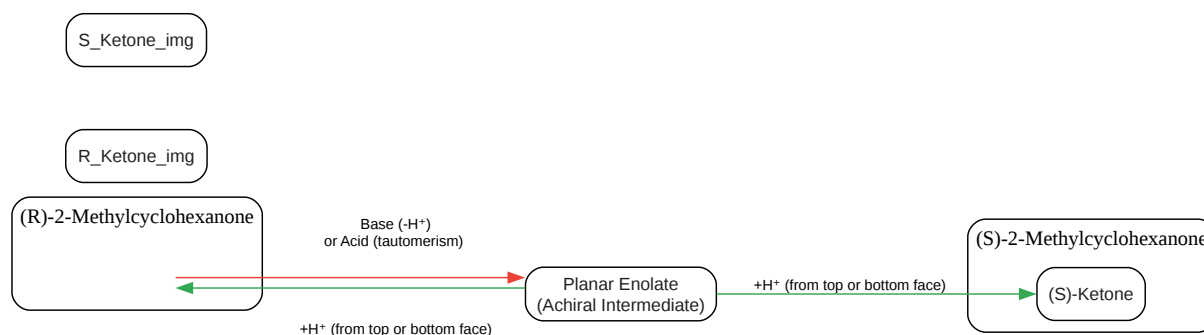 S_Ketone_img
R_Ketone_img
(R)-2-Methylcyclohexanone
Base (-H⁺)
or Acid (tautomerism)
+H⁺ (from top or bottom face)
Planar Enolate
(Achiral Intermediate)
+H⁺ (from top or bottom face)
(S)-2-Methylcyclohexanone
(S)-Ketone